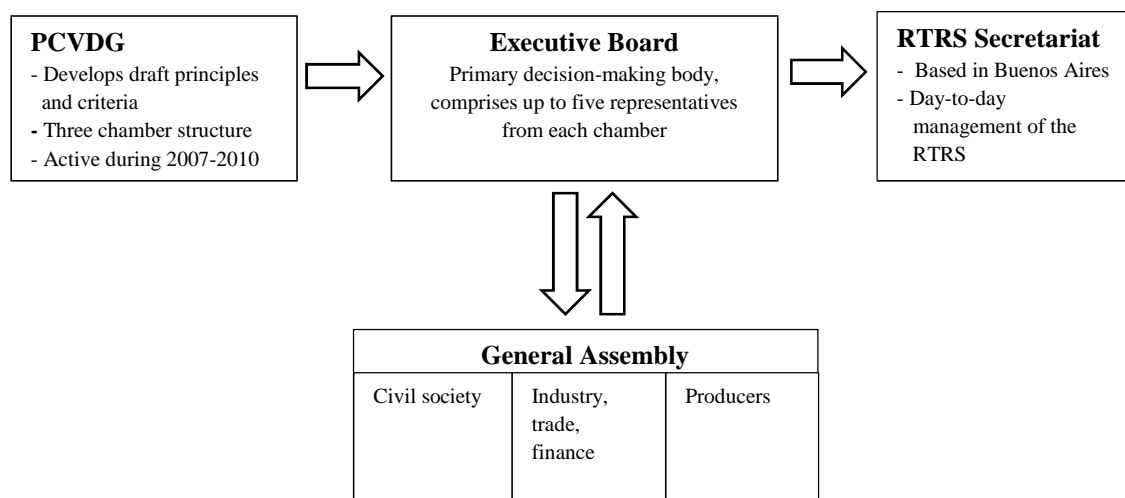 PCVDG
- Develops draft principles
and criteria
- Three chamber structure
- Active during 2007-2010
Executive Board
Primary decision-making body,
comprises up to five representatives
from each chamber
RTRS Secretariat
- Based in Buenos Aires
- Day-to-day
management of the
RTRS
General Assembly
Civil society
Industry,
trade,
finance
Producers